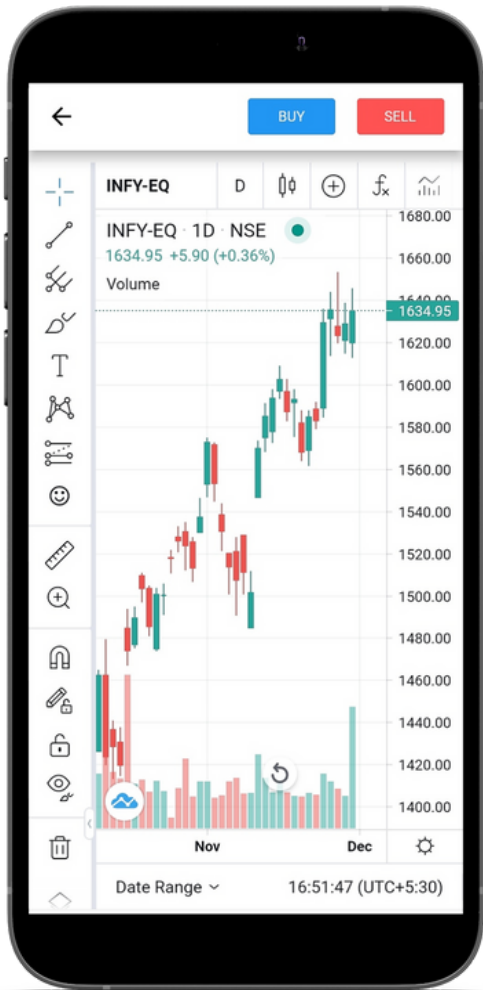 BUY
SELL
INFY-EQ
D
fx
INFY-EQ · 1D · NSE
1634.95 +5.90 (+0.36%)
Volume
T
1680.00
1660.00
1640.00
1634.95
1620.00
1600.00
1580.00
1560.00
1540.00
1520.00
1500.00
1480.00
1460.00
1440.00
1420.00
1400.00
Nov
Dec
Date Range
16:51:47 (UTC+5:30)